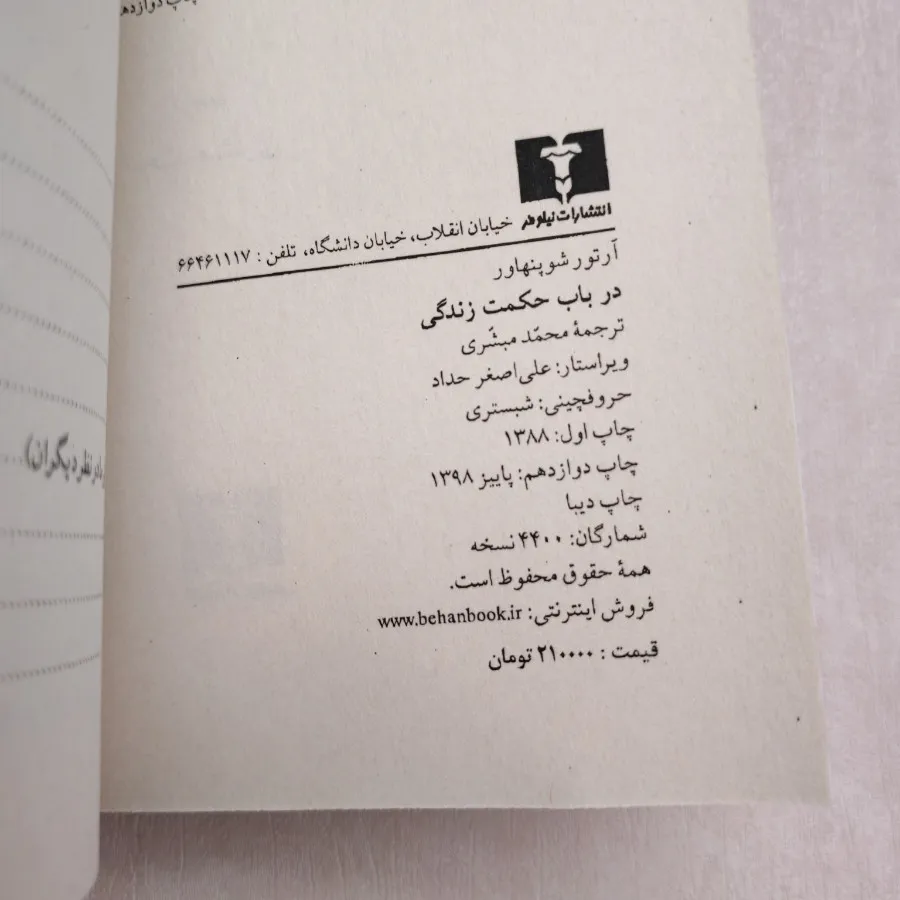 انتشارات نیلوفر خیابان انقلاب، خیابان دانشگاه، تلفن : ۶۶۴۶۱۱۱۷
آرتور شوپنهاور
در باب حکمت زندگی
ترجمهٔ محمّد مبشّری
ویراستار: علی‌اصغر حداد
حروفچینی: شبستری
چاپ اول: ۱۳۸۸
چاپ دوازدهم: پاییز ۱۳۹۸
چاپ دیبا
شمارگان: ۴۴۰۰ نسخه
همهٔ حقوق محفوظ است.
فروش اینترنتی: www.behanbook.ir
قیمت : ۲۱۰۰۰۰ تومان
نظر دیگران)